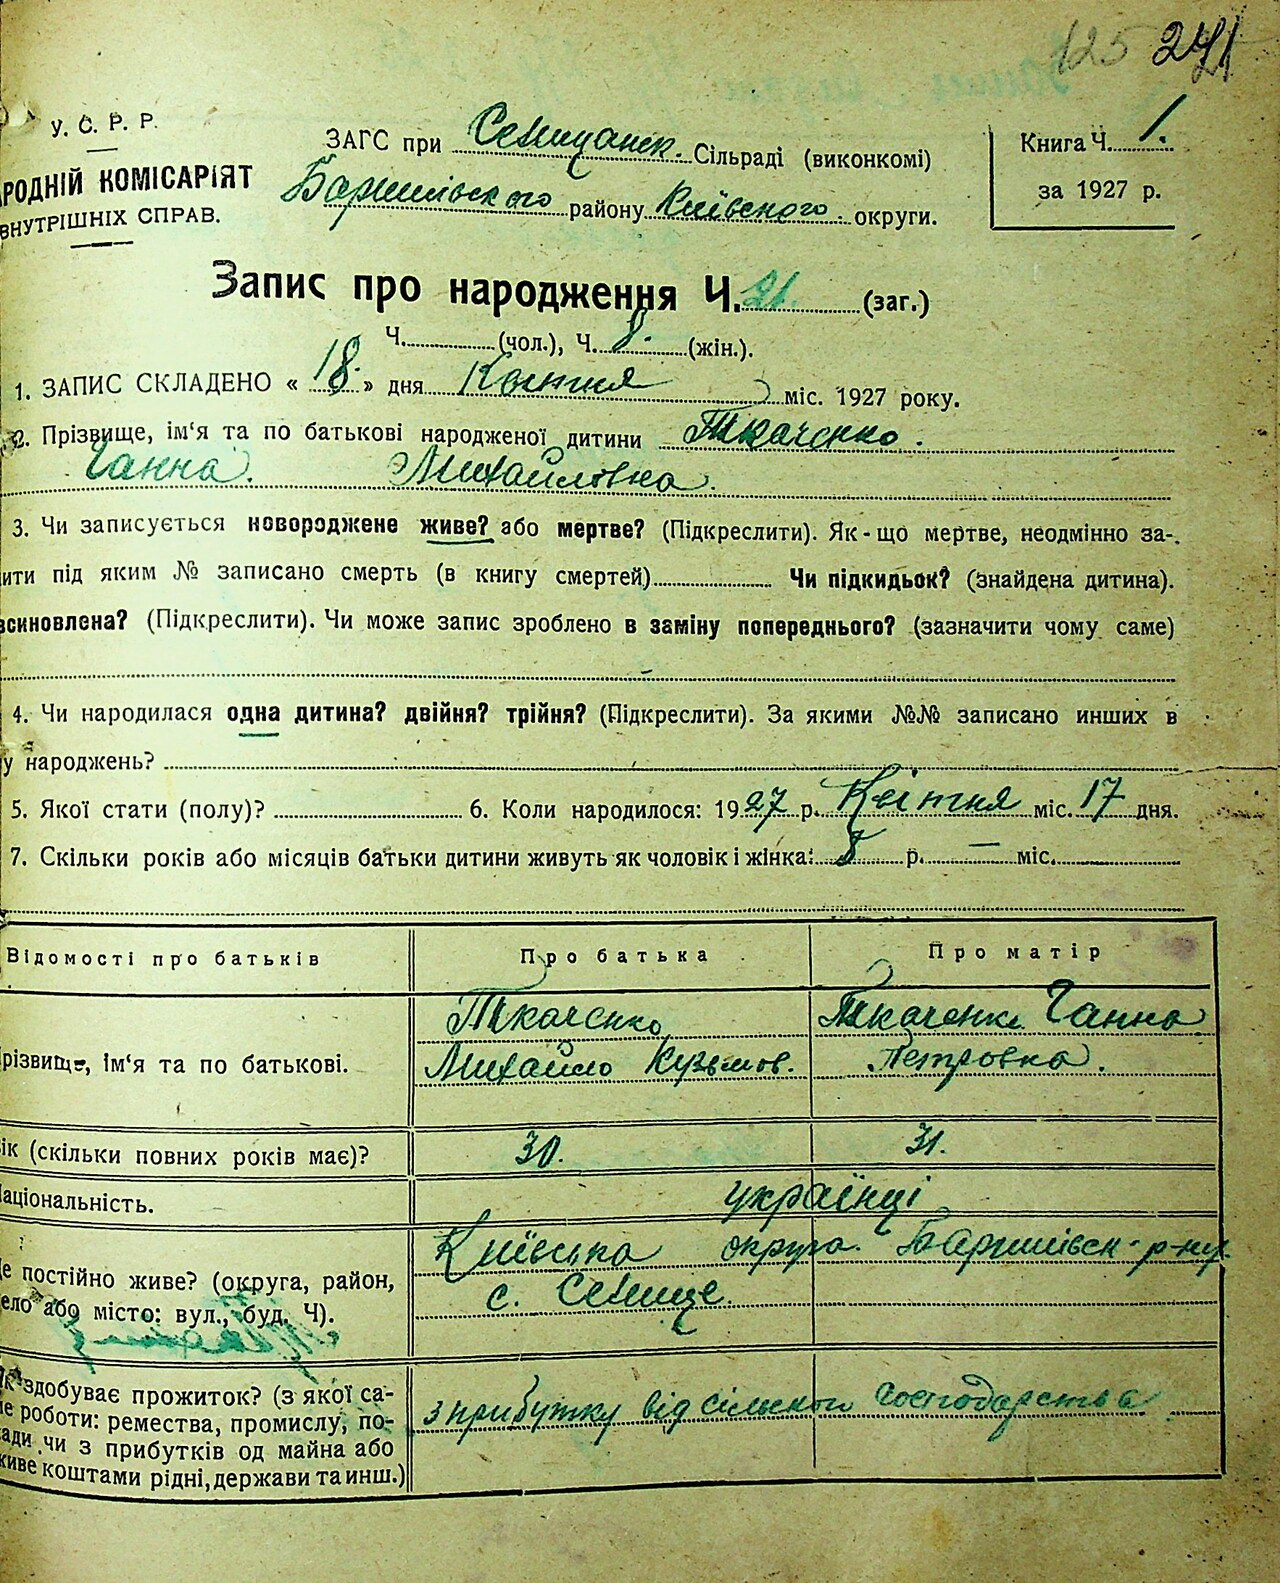 125 271
У. С. Р. Р.
РОДНІЙ КОМІСАРІЯТ
ВНУТРІШНІХ СПРАВ.
ЗАГС при Семищанськ. Сільраді (виконкомі)
Баришівського району Київського округи.
Книга Ч. 1.
за 1927 р.
Запис про народження Ч. 21. (заг.)
Ч. (чол.), Ч. 8. (жін.).
1. ЗАПИС СКЛАДЕНО « 18. » дня Квітня міс. 1927 року.
2. Прізвище, ім‘я та по батькові народженої дитини Ткаченко.
Ганна. Михайловна.
3. Чи записується новороджене живе? або мертве? (Підкреслити). Як-що мертве, неодмінно за-
ити під яким № записано смерть (в книгу смертей) Чи підкидьок? (знайдена дитина).
всиновлена? (Підкреслити). Чи може запис зроблено в заміну попереднього? (зазначити чому саме)
4. Чи народилася одна дитина? двійня? трійня? (Підкреслити). За якими №№ записано инших в
у народжень?
5. Якої стати (полу)? 6. Коли народилося: 1927 р. Квітня міс. 17 дня.
7. Скільки років або місяців батьки дитини живуть як чоловік і жінка: 8 р. — міс.
Відомості про батьків Про батька Про матір
різвище, ім‘я та по батькові.
Ткаченко
Михайло Кузьмов.
Ткаченко Ганна
Петровна.
ік (скільки повних років має)? 30. 31.
аціональність. українці
е постійно живе? (округа, район,
ело або місто: вул., буд. Ч).
Київська округа. Баришівськ. р-ну
с. Семище.
здобуває прожиток? (з якої са-
е роботи: ремества, промислу, по-
ади чи з прибутків од майна або
живе коштами рідні, держави та инш.)
з прибутку від сільського господарства